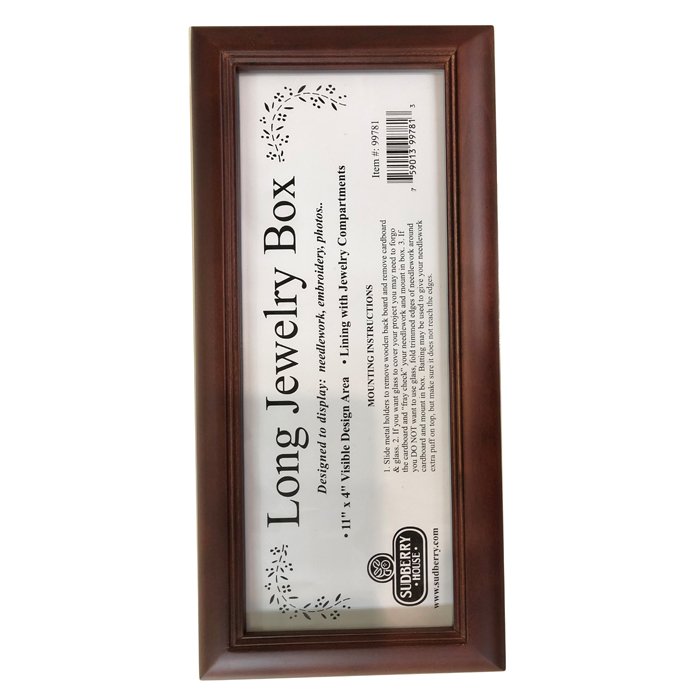 Long Jewelry Box
Designed to display: needlework, embroidery, photos..
• 11" x 4" Visible Design Area • Lining with Jewelry Compartments
MOUNTING INSTRUCTIONS
1. Slide metal holders to remove wooden back board and remove cardboard
& glass. 2. If you want glass to cover your project you may need to forgo
the cardboard and "fray check" your needlework and mount in box. 3. If
you DO NOT want to use glass, fold trimmed edges of needlework around
cardboard and mount in box. Batting may be used to give your needlework
extra puff on top, but make sure it does not reach the edges.
SUDBERRY
• HOUSE •
www.sudberry.com
Item #: 99781
7 59013 99781 3